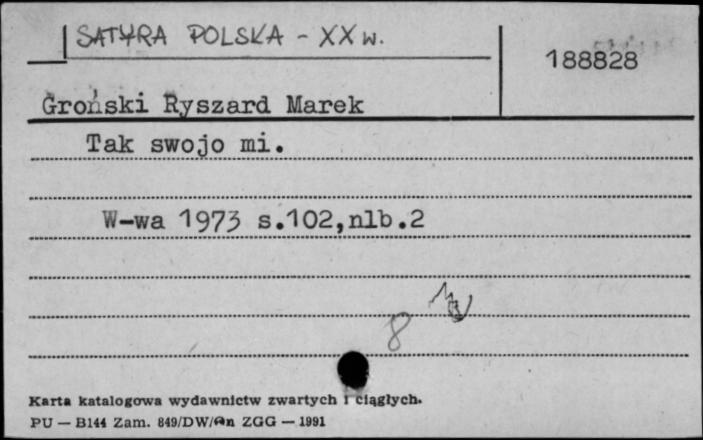 SATYRA POLSKA - XX w.
188828
Groński Ryszard Marek
Tak swojo mi.
W-wa 1973 s.102,nlb.2
8
Karta katalogowa wydawnictw zwartych i ciągłych.
PU — B144 Zam. 849/DW/An ZGG — 1991